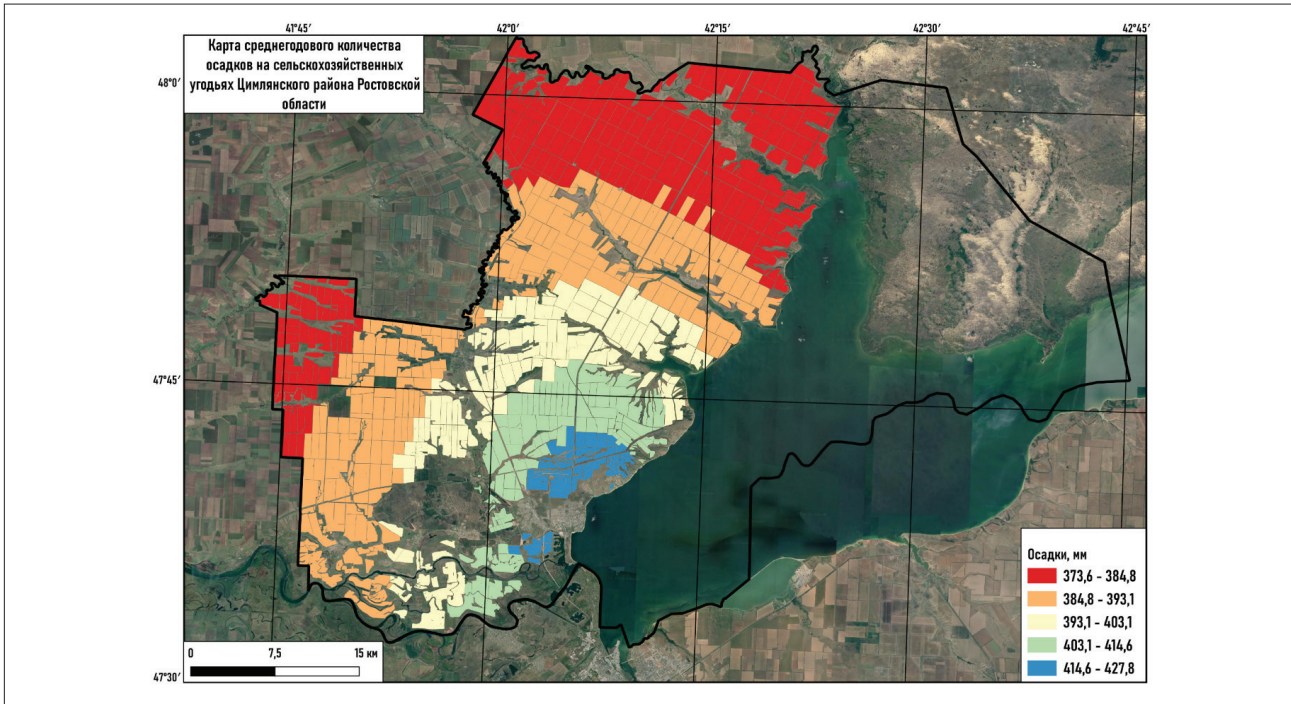 41°45′ 42°0′ 42°15′ 42°30′ 42°45′
Карта среднегодового количества
осадков на сельскохозяйственных
угодьях Цимлянского района Ростовской
области
48°0′
47°45′
47°30′
0 7,5 15 км
Осадки, мм
373,6 - 384,8
384,8 - 393,1
393,1 - 403,1
403,1 - 414,6
414,6 - 427,8